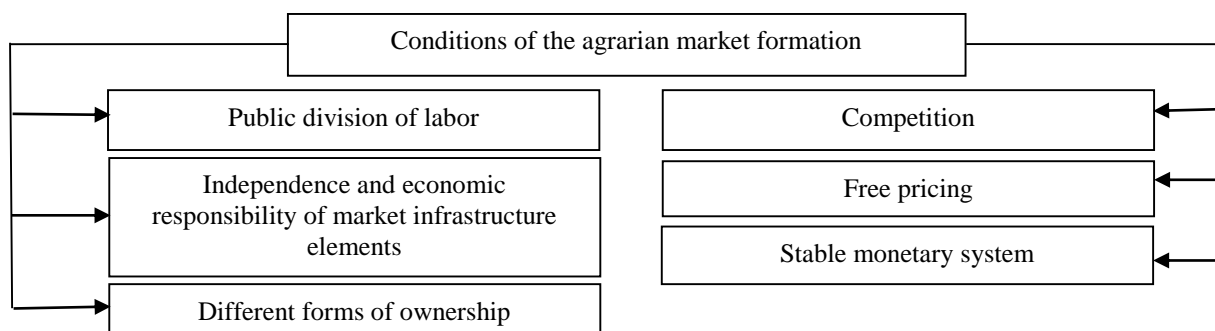 Conditions of the agrarian market formation
Public division of labor
Independence and economic
responsibility of market infrastructure
elements
Different forms of ownership
Competition
Free pricing
Stable monetary system